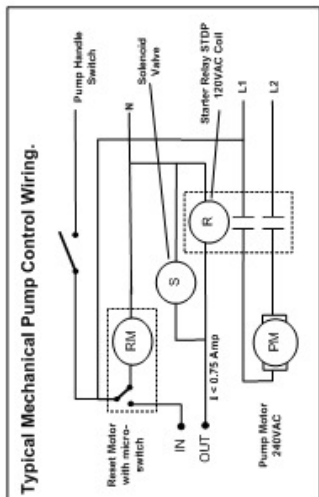 Typical Mechanical Pump Control Wiring.
Pump Handle
Switch
N
Solenoid
Valve
Starter Relay STDP
120VAC Coil
L1
L2
RM
S
R
PM
Reset Motor
with micro-
switch
IN
OUT
I < 0.75 Amp
Pump Motor
240VAC